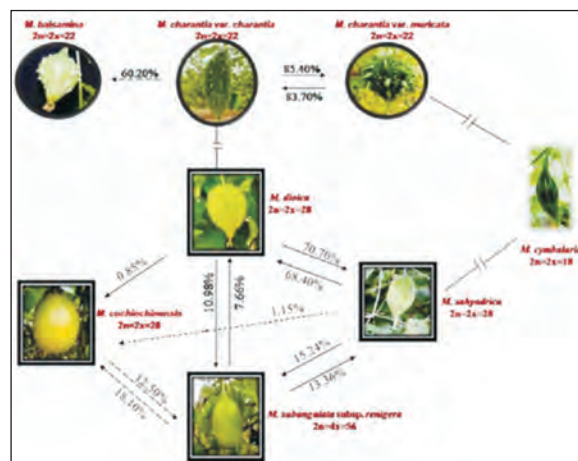 M. balsamina
2n=2x=22
M. charantia var. charantia
2n=2x=22
M. charantia var. muricata
2n=2x=22
60.20%
85.40%
83.70%
M. dioica
2n=2x=28
M. cymbalaria
2n=2x=18
0.85%
10.98%
7.66%
70.70%
68.40%
M. cochinchinensis
2n=2x=28
M. sahyadrica
2n=2x=28
1.15%
15.24%
13.36%
12.50%
18.10%
M. subangulata subsp. renigera
2n=4x=56